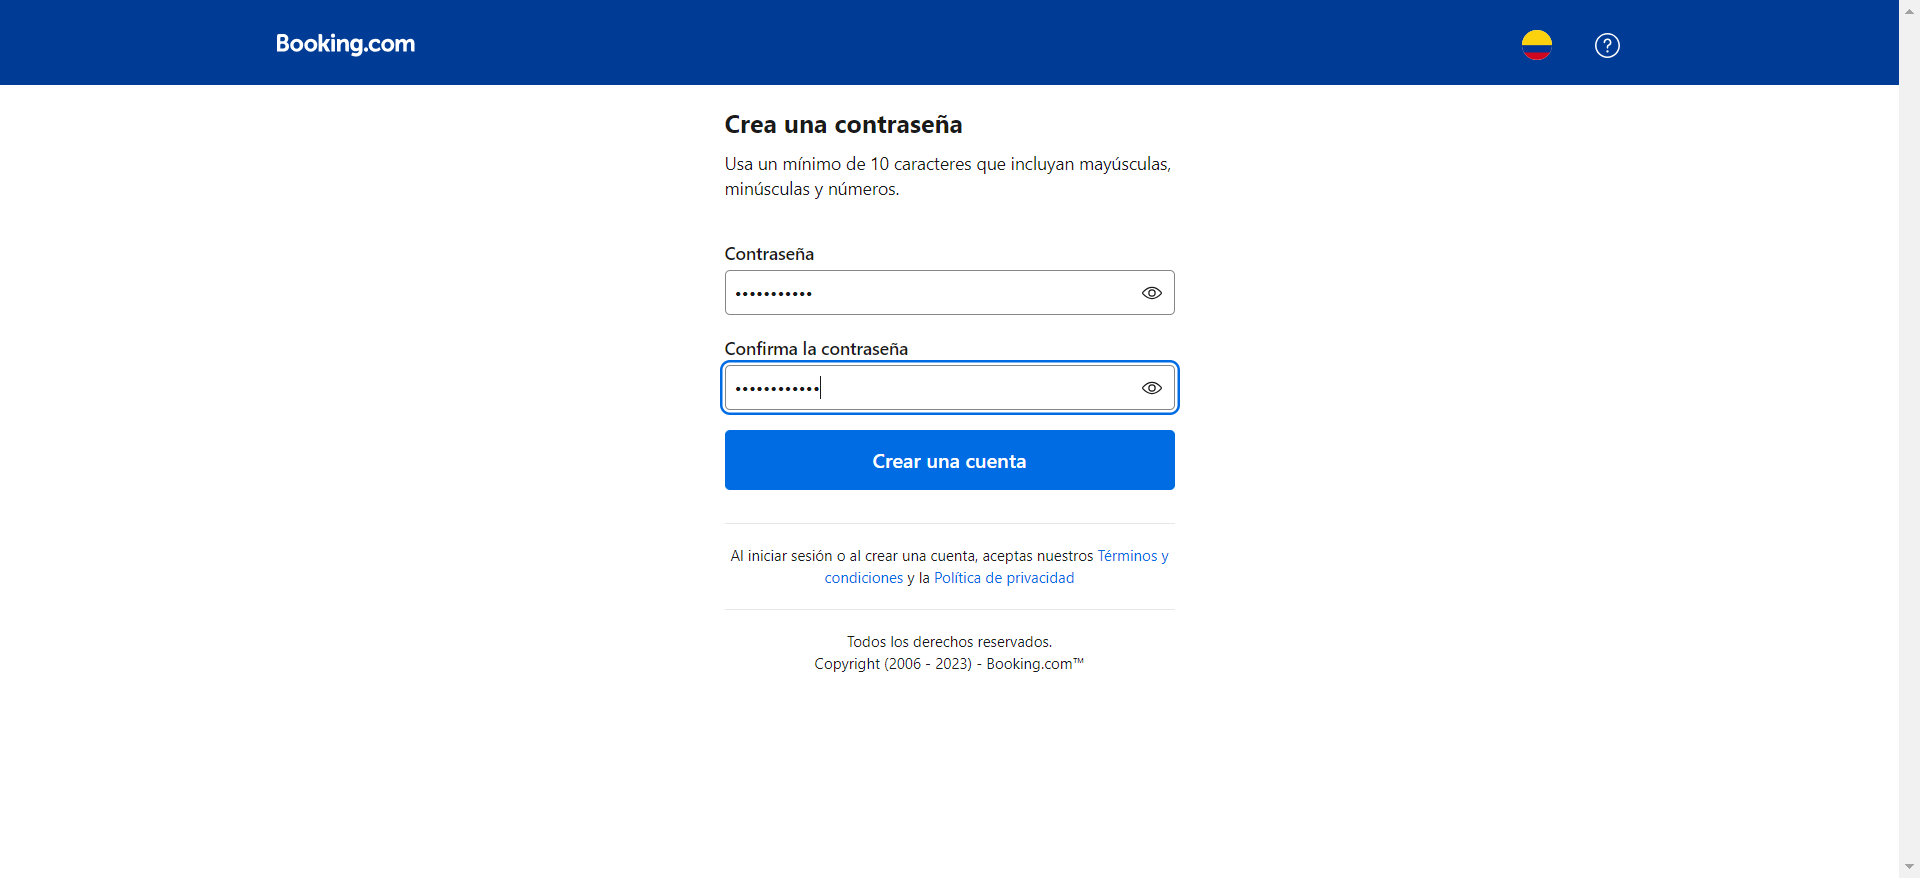 Booking.com
?
Crea una contraseña
Usa un mínimo de 10 caracteres que incluyan mayúsculas,
minúsculas y números.
Contraseña
•••••••••••
Confirma la contraseña
••••••••••••
Crear una cuenta
Al iniciar sesión o al crear una cuenta, aceptas nuestros Términos y
condiciones y la Política de privacidad
Todos los derechos reservados.
Copyright (2006 - 2023) - Booking.com™